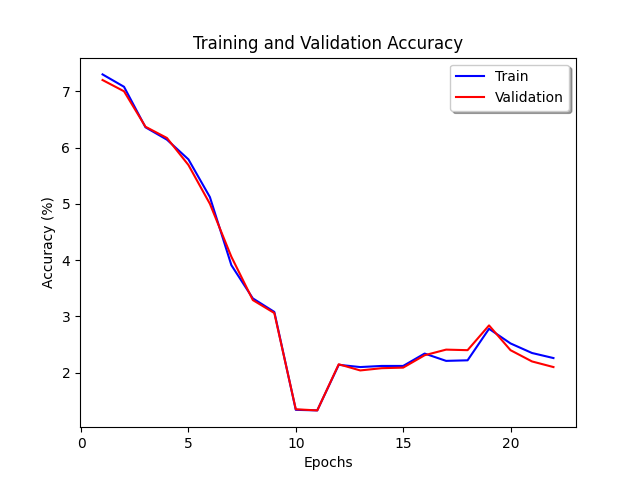 Training and Validation Accuracy
Train
Validation
Accuracy (%)
7
6
5
4
3
2
0 5 10 15 20
Epochs